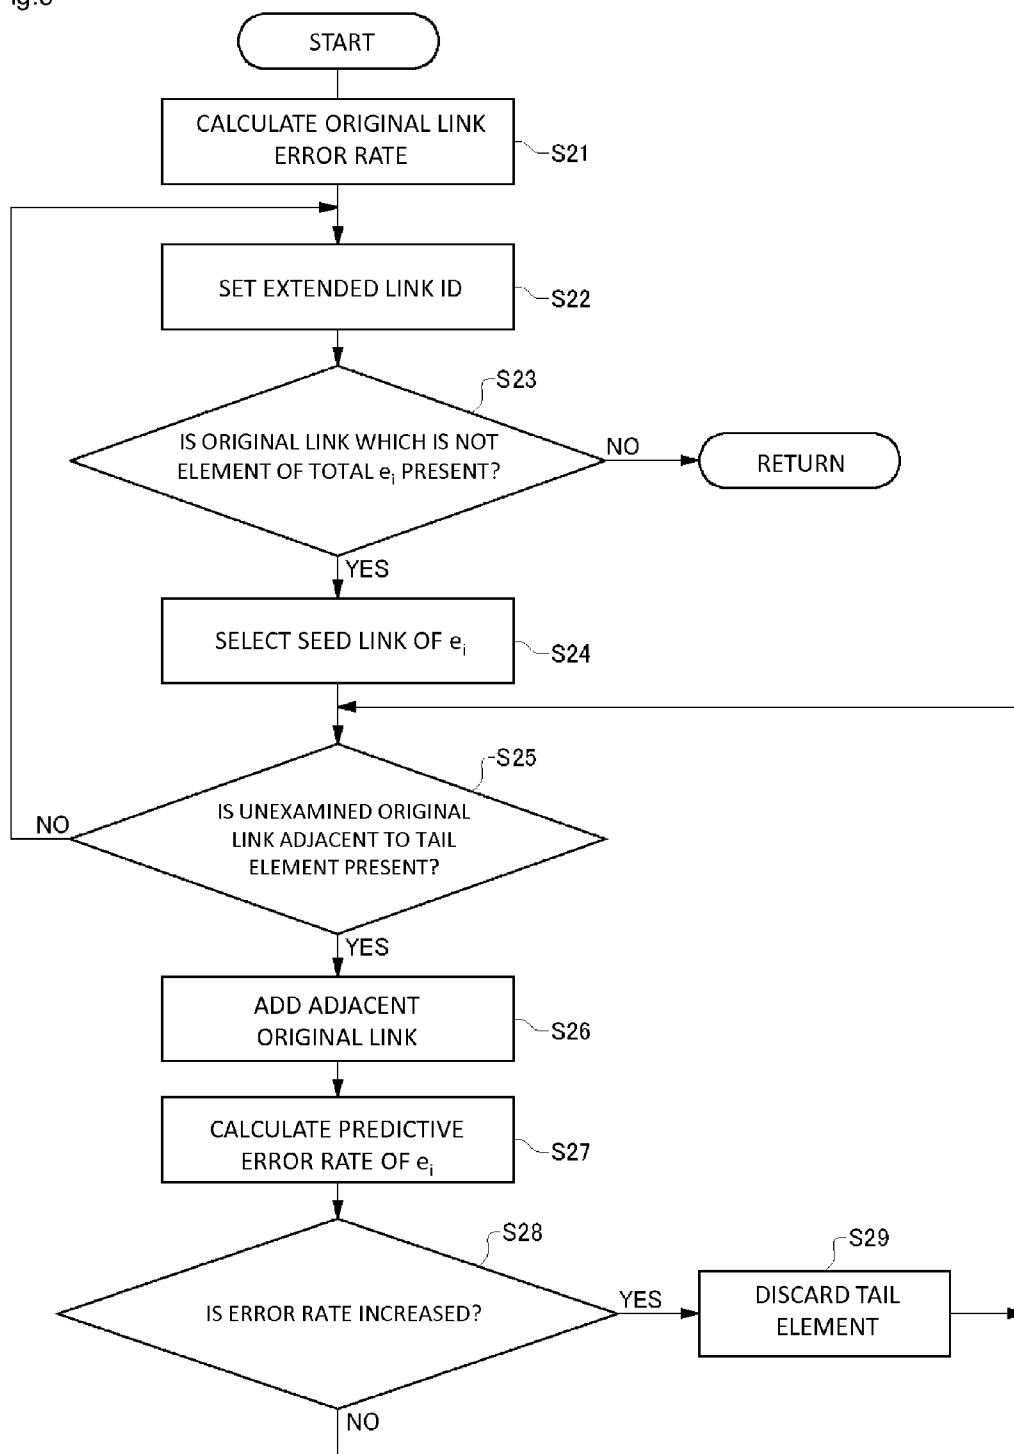 START
CALCULATE ORIGINAL LINK
ERROR RATE
S21
SET EXTENDED LINK ID
S22
S23
IS ORIGINAL LINK WHICH IS NOT
ELEMENT OF TOTAL ei PRESENT?
NO
RETURN
YES
SELECT SEED LINK OF ei
S24
S25
IS UNEXAMINED ORIGINAL
LINK ADJACENT TO TAIL
ELEMENT PRESENT?
NO
YES
ADD ADJACENT
ORIGINAL LINK
S26
CALCULATE PREDICTIVE
ERROR RATE OF ei
S27
S28
IS ERROR RATE INCREASED?
YES
S29
DISCARD TAIL
ELEMENT
NO